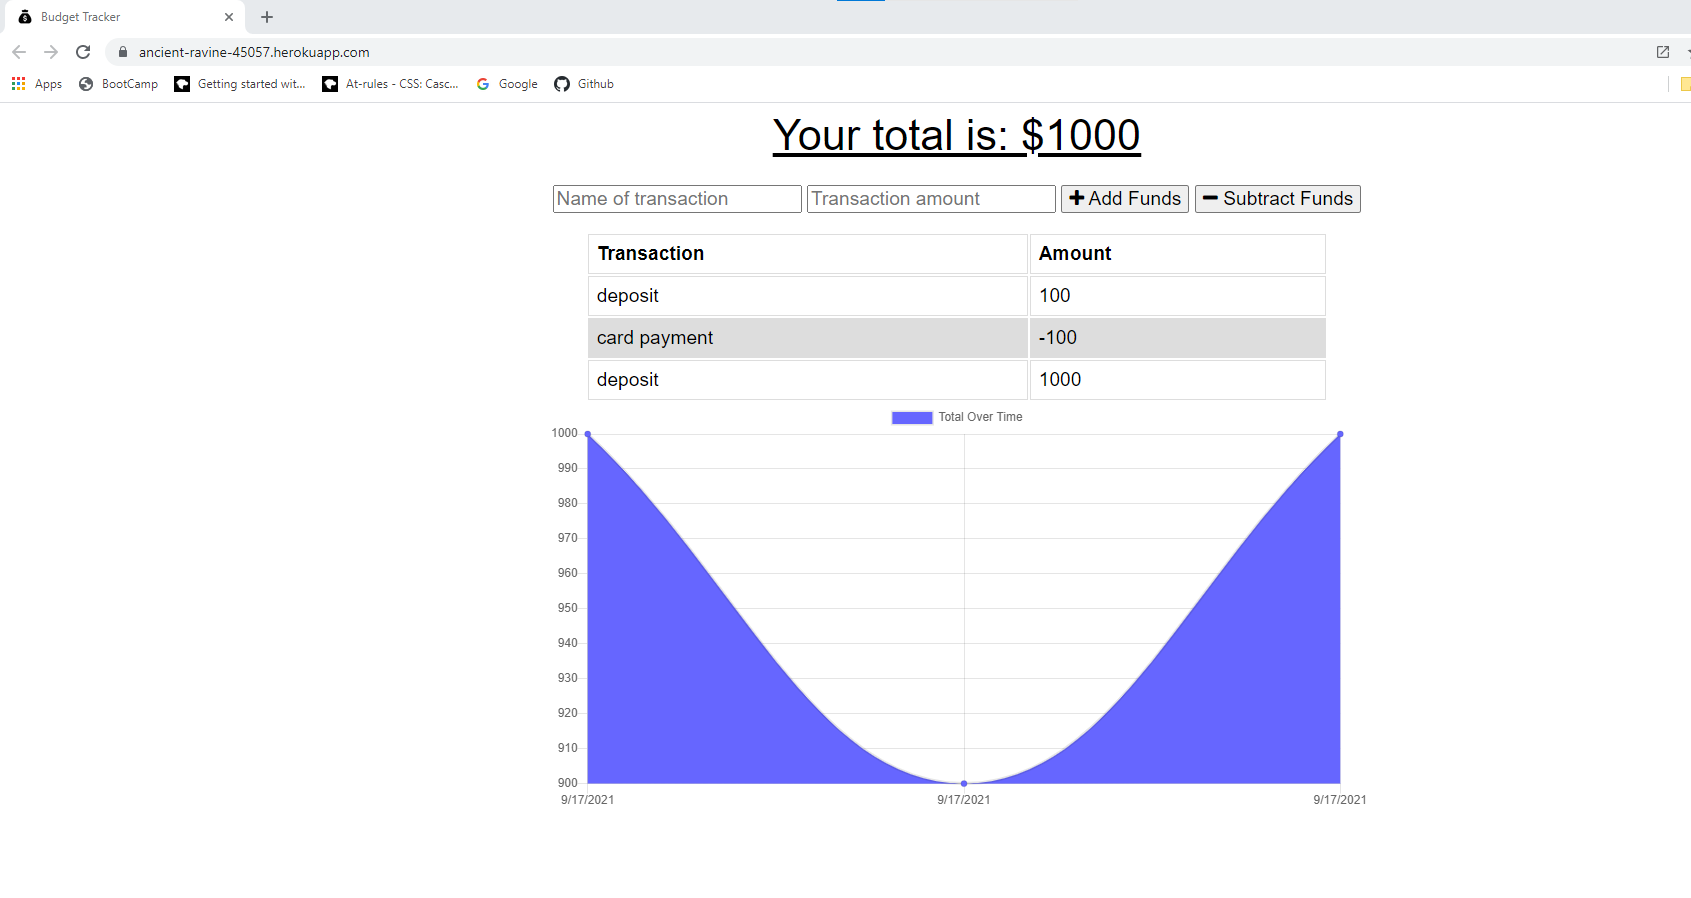 Budget Tracker
ancient-ravine-45057.herokuapp.com
Apps BootCamp Getting started wit... At-rules - CSS: Casc... Google Github
Your total is: $1000
Name of transaction Transaction amount Add Funds Subtract Funds
Transaction Amount
deposit 100
card payment -100
deposit 1000
Total Over Time
1000
990
980
970
960
950
940
930
920
910
900
9/17/2021 9/17/2021 9/17/2021